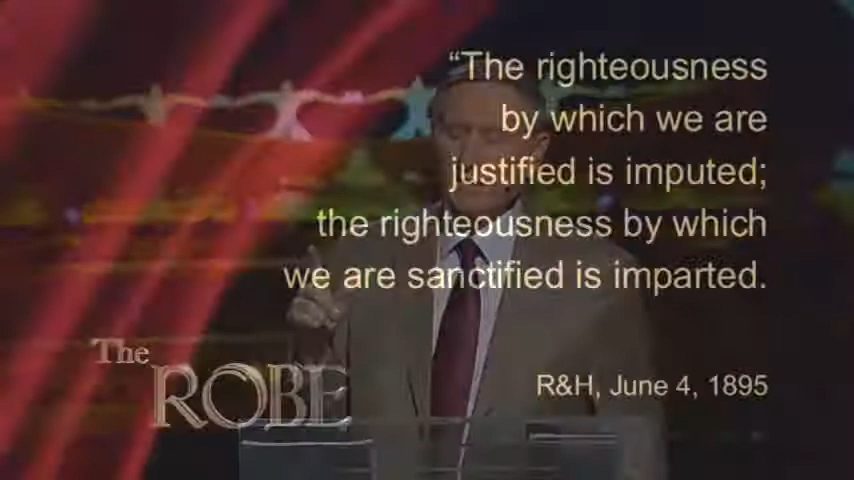 “The righteousness
by which we are
justified is imputed;
the righteousness by which
we are sanctified is imparted.
The
ROBE
R&H, June 4, 1895